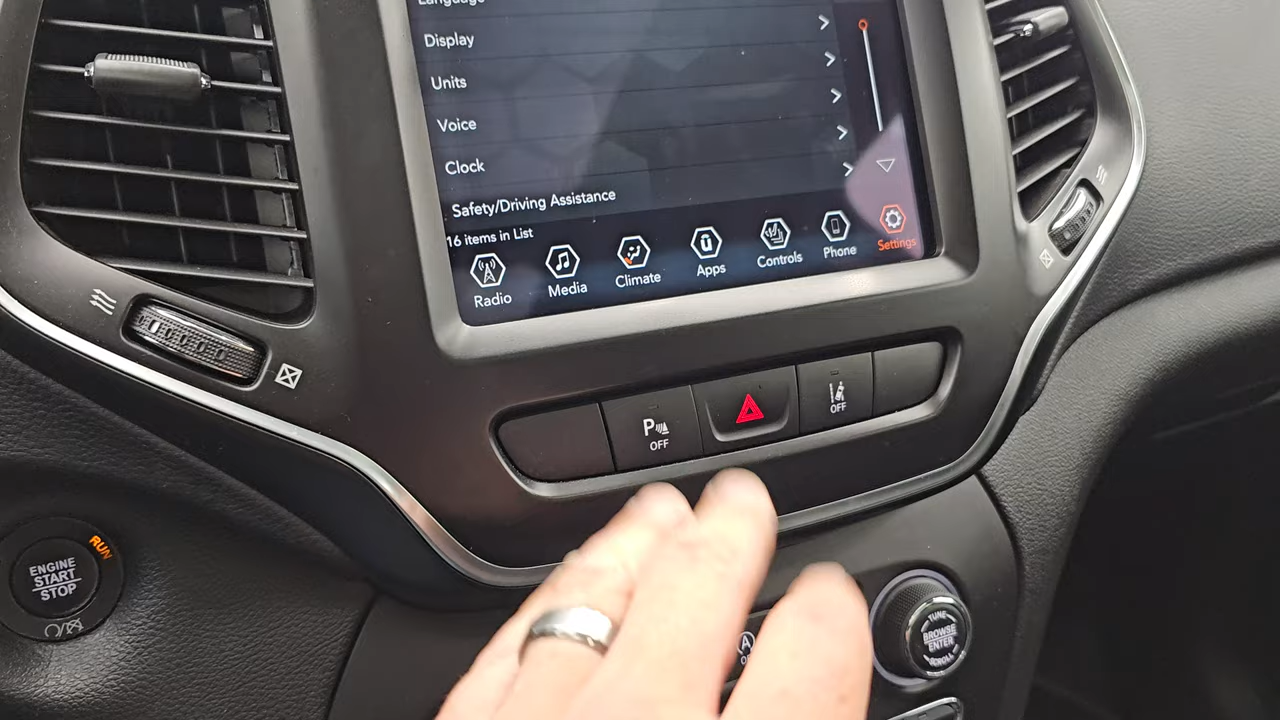 Language
Display
Units
Voice
Clock
Safety/Driving Assistance
16 items in List
Radio
Media
Climate
Apps
Controls
Phone
Settings
P
OFF
OFF
RUN
ENGINE
START
STOP
A
TUNE
BROWSE
ENTER
SCROLL